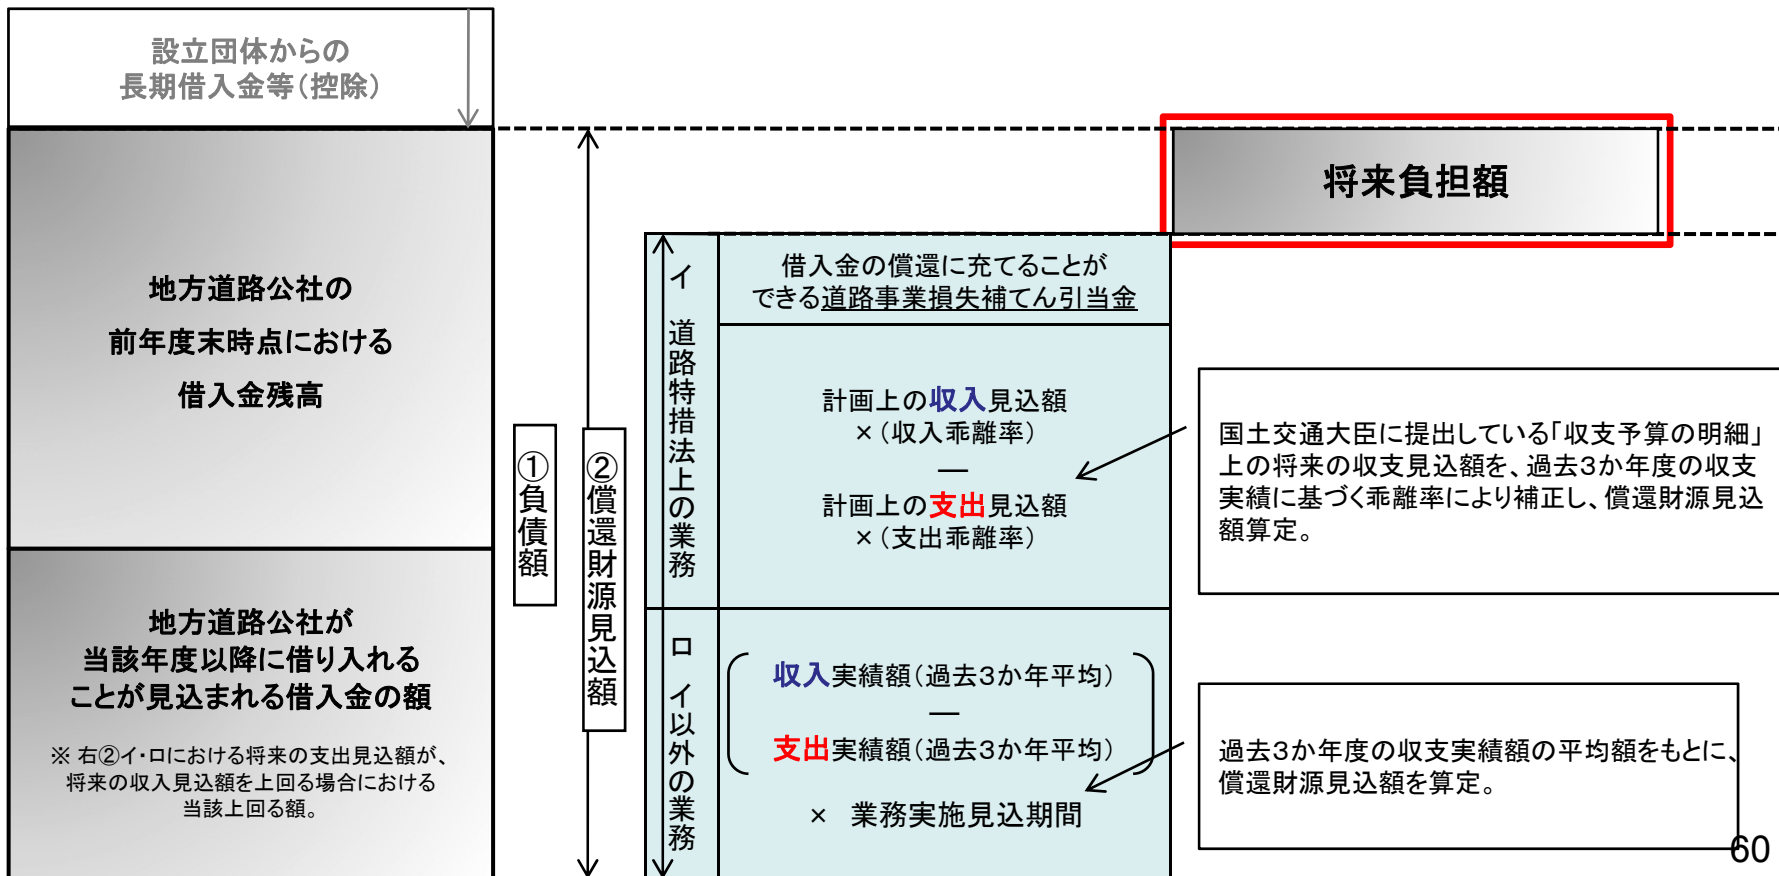 設立団体からの
長期借入金等(控除)
地方道路公社の
前年度末時点における
借入金残高
地方道路公社が
当該年度以降に借り入れる
ことが見込まれる借入金の額
※ 右②イ・ロにおける将来の支出見込額が、
将来の収入見込額を上回る場合における
当該上回る額。
①負債額
②償還財源見込額
イ 道路特措法上の業務
借入金の償還に充てることが
できる道路事業損失補てん引当金
計画上の収入見込額
×(収入乖離率)
―
計画上の支出見込額
×(支出乖離率)
ロ イ以外の業務
収入実績額(過去3か年平均)
―
支出実績額(過去3か年平均)
× 業務実施見込期間
将来負担額
国土交通大臣に提出している「収支予算の明細」
上の将来の収支見込額を、過去3か年度の収支
実績に基づく乖離率により補正し、償還財源見込
額算定。
過去3か年度の収支実績額の平均額をもとに、
償還財源見込額を算定。
60